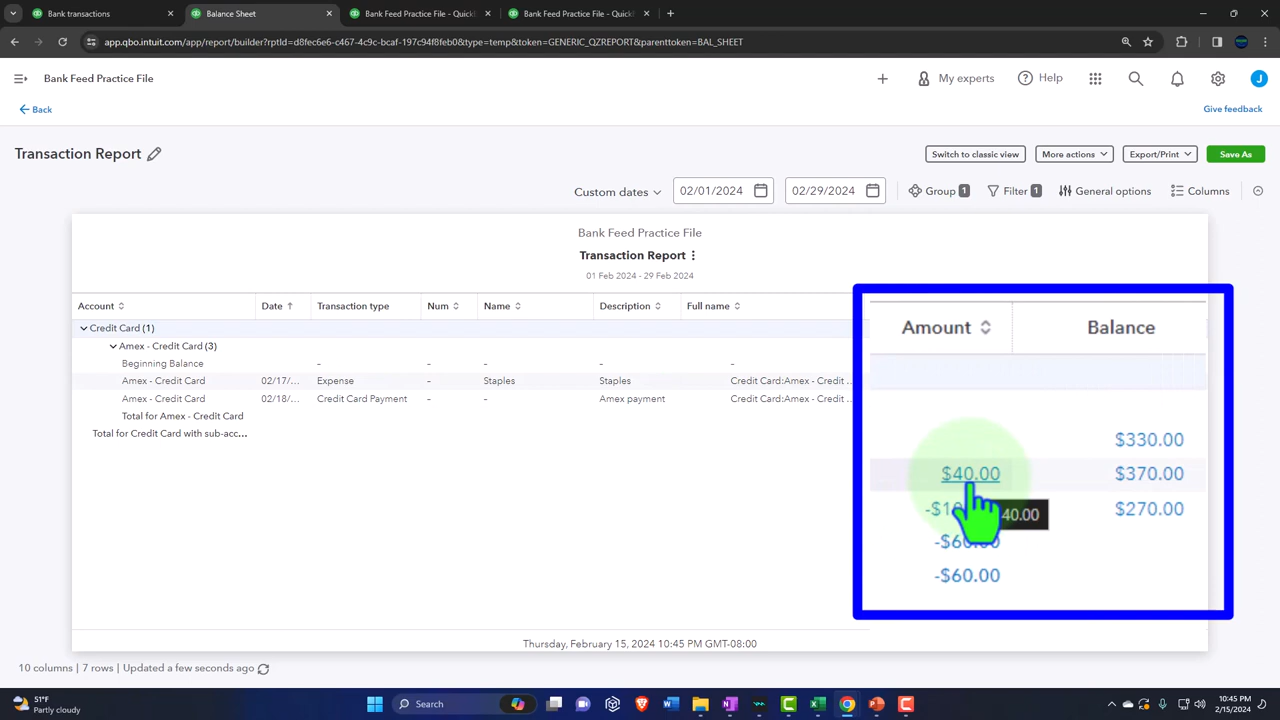 Bank transactions
Balance Sheet
Bank Feed Practice File - Quick
Bank Feed Practice File - Quick
app.qbo.intuit.com/app/report/builder?rptId=d8fec6e6-c467-4c9c-bcaf-197c94f8feb0&type=temp&token=GENERIC_QZREPORT&parenttoken=BAL_SHEET
Bank Feed Practice File
My experts
Help
J
Back
Give feedback
Transaction Report
Switch to classic view
More actions
Export/Print
Save As
Custom dates
02/01/2024
02/29/2024
Group 1
Filter 1
General options
Columns
Bank Feed Practice File
Transaction Report
01 Feb 2024 - 29 Feb 2024
Account Date Transaction type Num Name Description Full name Amount Balance
Credit Card (1)
Amex - Credit Card (3)
Beginning Balance – – – – – $330.00
Amex - Credit Card 02/17/... Expense – Staples Staples Credit Card:Amex - Credit ... $40.00 $370.00
Amex - Credit Card 02/18/... Credit Card Payment – – Amex payment Credit Card:Amex - Credit ... $270.00
40.00
Total for Amex - Credit Card -$60.00
Total for Credit Card with sub-acc... -$60.00
Thursday, February 15, 2024 10:45 PM GMT-08:00
10 columns | 7 rows | Updated a few seconds ago
51°F
Partly cloudy
Search
10:45 PM
2/15/2024